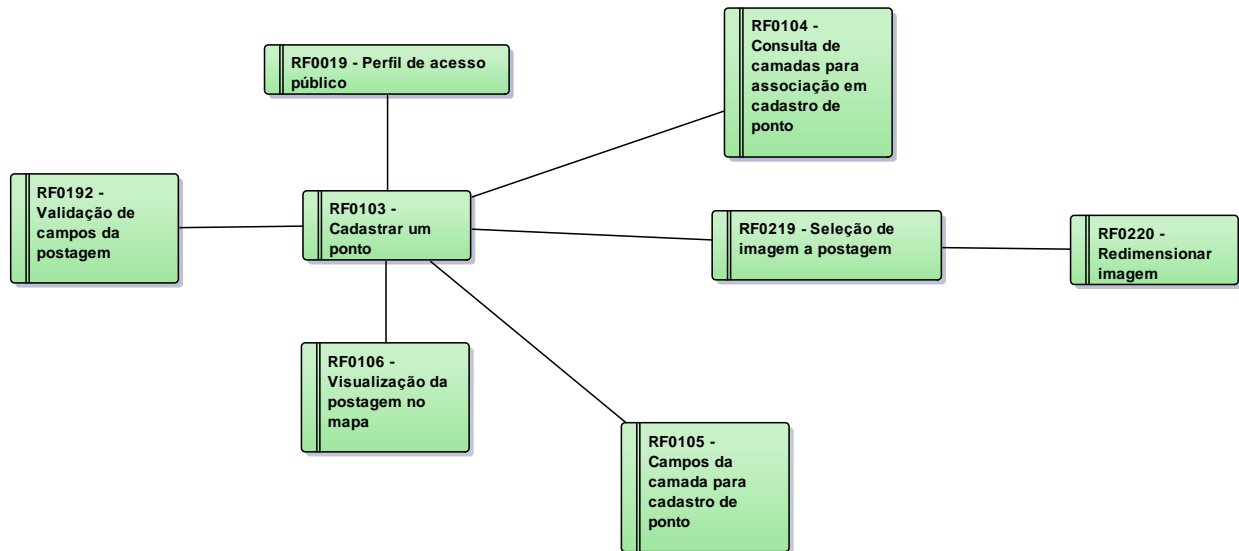 RF0019 - Perfil de acesso
público
RF0104 -
Consulta de
camadas para
associação em
cadastro de
ponto
RF0192 -
Validação de
campos da
postagem
RF0103 -
Cadastrar um
ponto
RF0219 - Seleção de
imagem a postagem
RF0220 -
Redimensionar
imagem
RF0106 -
Visualização da
postagem no
mapa
RF0105 -
Campos da
camada para
cadastro de
ponto